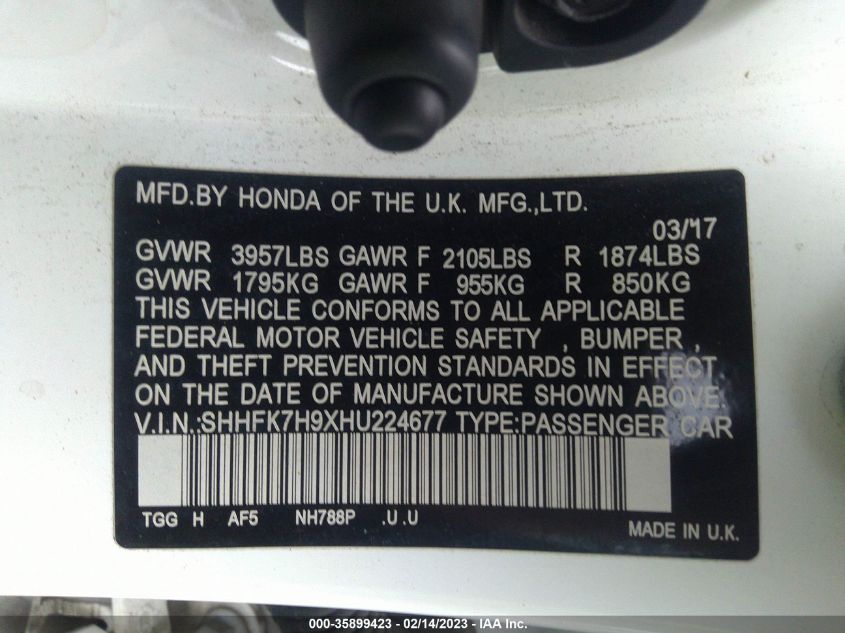 MFD.BY HONDA OF THE U.K. MFG.,LTD.
03/17
GVWR 3957LBS GAWR F 2105LBS R 1874LBS
GVWR 1795KG GAWR F 955KG R 850KG
THIS VEHICLE CONFORMS TO ALL APPLICABLE
FEDERAL MOTOR VEHICLE SAFETY , BUMPER ,
AND THEFT PREVENTION STANDARDS IN EFFECT
ON THE DATE OF MANUFACTURE SHOWN ABOVE.
V.I.N.:SHHFK7H9XHU224677 TYPE:PASSENGER CAR
TGG H AF5 NH788P .U .U
MADE IN U.K.
000-35899423 - 02/14/2023 - IAA Inc.